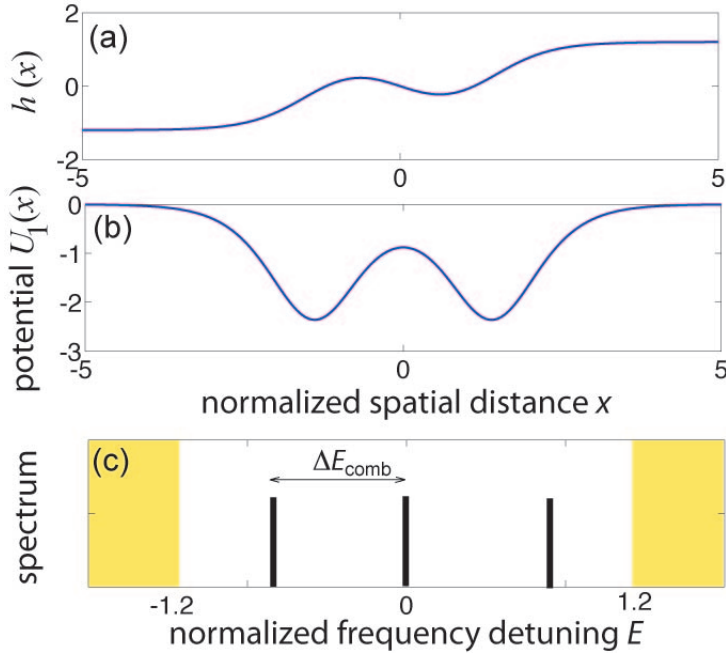 2
(a)
h (x)
0
-2
-5
0
5
0
(b)
potential U1(x)
-1
-2
-3
-5
0
5
normalized spatial distance x
(c)
ΔEcomb
spectrum
-1.2
0
1.2
normalized frequency detuning E